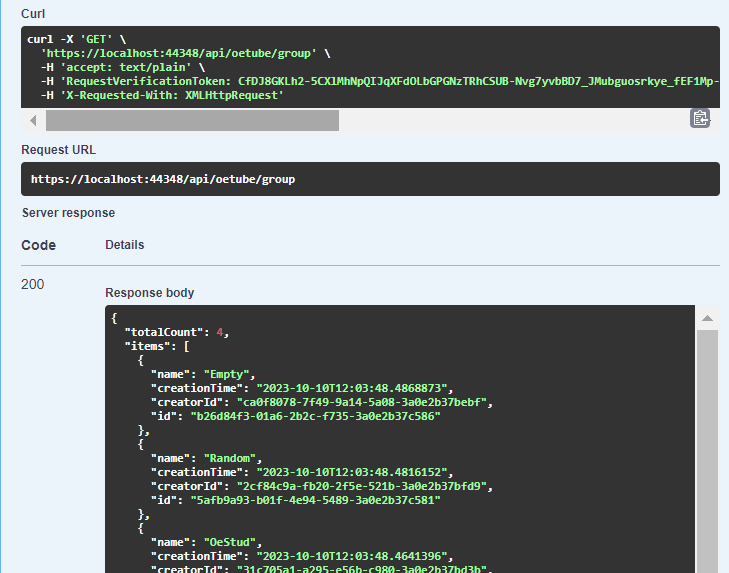 Curl
curl -X 'GET' \
'https://localhost:44348/api/oetube/group' \
-H 'accept: text/plain' \
-H 'RequestVerificationToken: CfDJ8GKLh2-5CXlMhNpQIJqXFdOLbGPGNzTRhCSUB-Nvg7yvbBD7_JMubguosrkye_fEF1Mp-
-H 'X-Requested-With: XMLHttpRequest'
Request URL
https://localhost:44348/api/oetube/group
Server response
Code Details
200
Response body
{
"totalCount": 4,
"items": [
{
"name": "Empty",
"creationTime": "2023-10-10T12:03:48.4868873",
"creatorId": "ca0f8078-7f49-9a14-5a08-3a0e2b37bebf",
"id": "b26d84f3-01a6-2b2c-f735-3a0e2b37c586"
},
{
"name": "Random",
"creationTime": "2023-10-10T12:03:48.4816152",
"creatorId": "2cf84c9a-fb20-2f5e-521b-3a0e2b37bfd9",
"id": "5afb9a93-b01f-4e94-5489-3a0e2b37c581"
},
{
"name": "OeStud",
"creationTime": "2023-10-10T12:03:48.4641396",
"creatorId": "31c705a1-a295-e56b-c980-3a0e2b37bd3b",